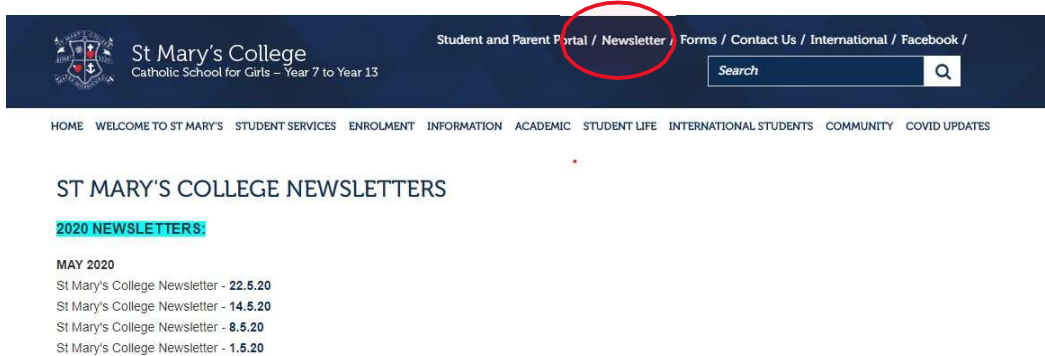 Student and Parent Portal / Newsletter / Forms / Contact Us / International / Facebook /
St Mary's College
Catholic School for Girls – Year 7 to Year 13
Search
HOME WELCOME TO ST MARY'S STUDENT SERVICES ENROLMENT INFORMATION ACADEMIC STUDENT LIFE INTERNATIONAL STUDENTS COMMUNITY COVID UPDATES
ST MARY'S COLLEGE NEWSLETTERS
2020 NEWSLETTERS:
MAY 2020
St Mary's College Newsletter - 22.5.20
St Mary's College Newsletter - 14.5.20
St Mary's College Newsletter - 8.5.20
St Mary's College Newsletter - 1.5.20